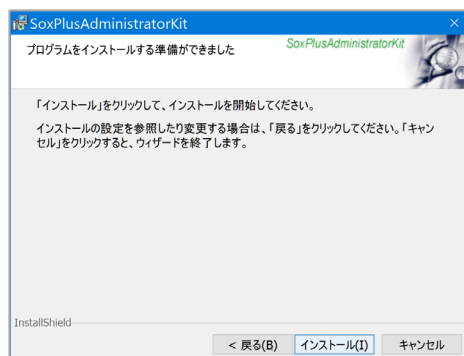 SoxPlusAdministratorKit
プログラムをインストールする準備ができました
SoxPlusAdministratorKit
「インストール」をクリックして、インストールを開始してください。
インストールの設定を参照したり変更する場合は、「戻る」をクリックしてください。「キャン
セル」をクリックすると、ウィザードを終了します。
InstallShield
< 戻る(B)
インストール(I)
キャンセル